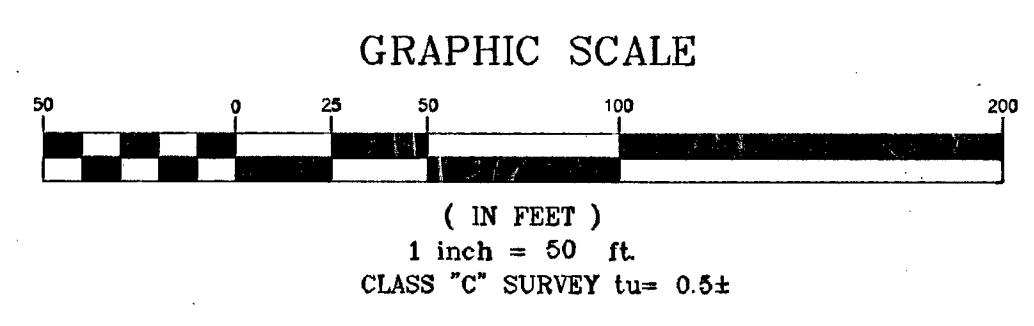 GRAPHIC SCALE
50 0 25 50 100 200
( IN FEET )
1 inch = 50 ft.
CLASS "C" SURVEY tu= 0.5±